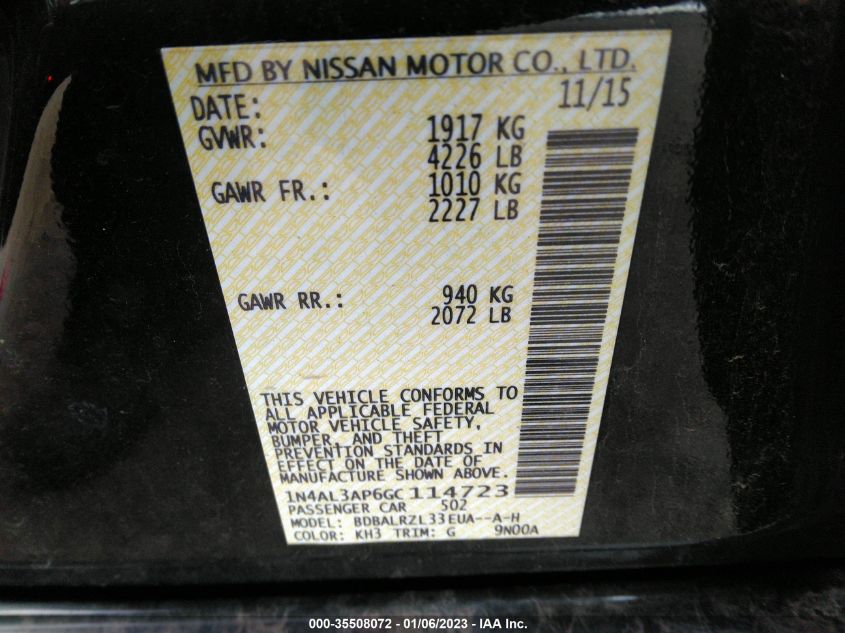 MFD BY NISSAN MOTOR CO., LTD.
DATE: 11/15
GVWR: 1917 KG
4226 LB
GAWR FR.: 1010 KG
2227 LB
GAWR RR.: 940 KG
2072 LB
THIS VEHICLE CONFORMS TO
ALL APPLICABLE FEDERAL
MOTOR VEHICLE SAFETY,
BUMPER, AND THEFT
PREVENTION STANDARDS IN
EFFECT ON THE DATE OF
MANUFACTURE SHOWN ABOVE.
1N4AL3AP6GC114723
PASSENGER CAR 502
MODEL: BDBALRZL33EUA--A-H
COLOR: KH3 TRIM: G 9N00A
000-35508072 — 01/06/2023 — © IAA Inc.